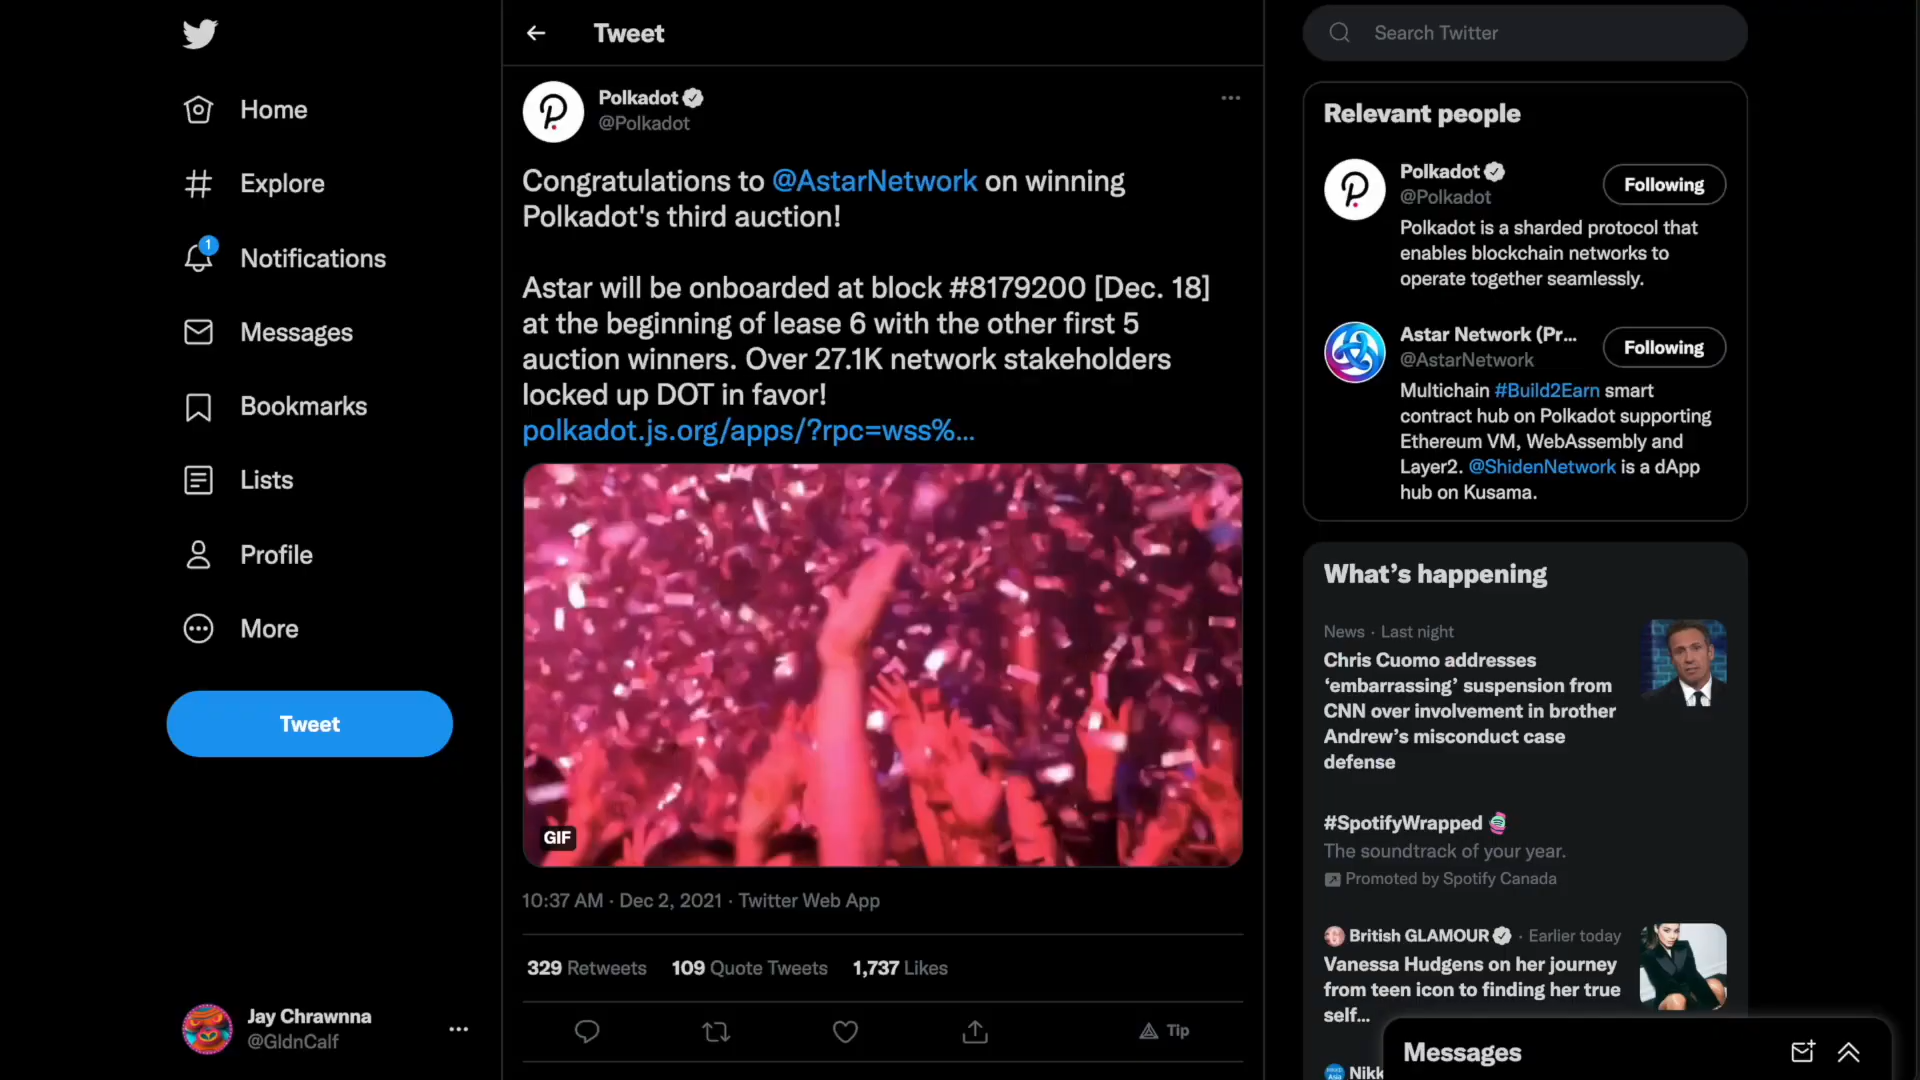 Home
Explore
1
Notifications
Messages
Bookmarks
Lists
Profile
More
Tweet
Jay Chrawnna
@GldnCalf
Tweet
Polkadot
@Polkadot
Congratulations to @AstarNetwork on winning
Polkadot's third auction!
Astar will be onboarded at block #8179200 [Dec. 18]
at the beginning of lease 6 with the other first 5
auction winners. Over 27.1K network stakeholders
locked up DOT in favor!
polkadot.js.org/apps/?rpc=wss%...
GIF
10:37 AM · Dec 2, 2021 · Twitter Web App
329 Retweets 109 Quote Tweets 1,737 Likes
Tip
Search Twitter
Relevant people
Polkadot
@Polkadot
Following
Polkadot is a sharded protocol that
enables blockchain networks to
operate together seamlessly.
Astar Network (Pr...
@AstarNetwork
Following
Multichain #Build2Earn smart
contract hub on Polkadot supporting
Ethereum VM, WebAssembly and
Layer2. @ShidenNetwork is a dApp
hub on Kusama.
What's happening
News · Last night
Chris Cuomo addresses
‘embarrassing’ suspension from
CNN over involvement in brother
Andrew’s misconduct case
defense
#SpotifyWrapped
The soundtrack of your year.
Promoted by Spotify Canada
British GLAMOUR · Earlier today
Vanessa Hudgens on her journey
from teen icon to finding her true
self...
Nikk
Messages